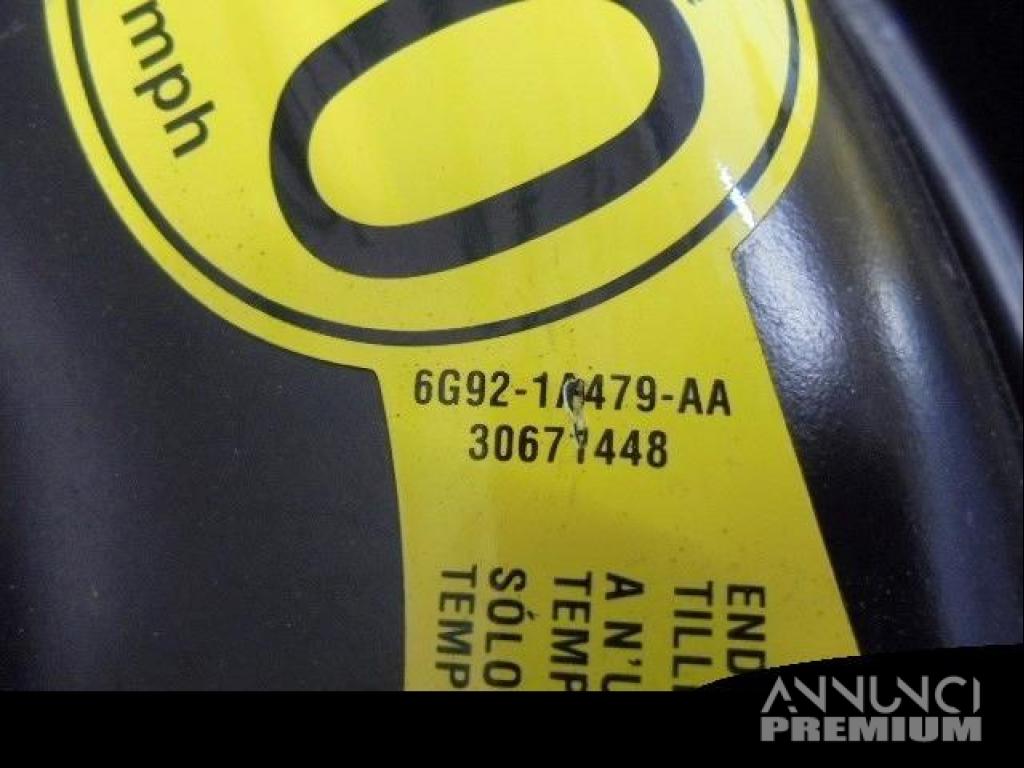 mph
0
6G92-1A479-AA
30671448
END
TILL
A N'U
TEMP
SÓLO
TEMP
ANNUNCI
PREMIUM